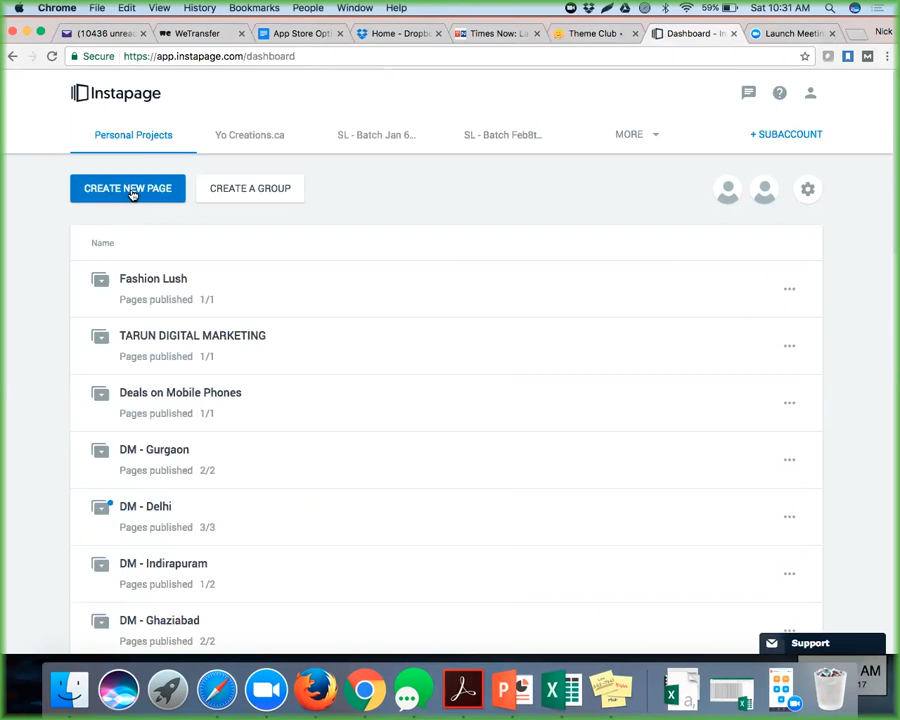 Chrome File Edit View History Bookmarks People Window Help 59% Sat 10:31 AM
(10436 unrea WeTransfer App Store Opti Home - Dropb Times Now: L Theme Club - Dashboard - In Launch Meetin Nick
Secure https://app.instapage.com/dashboard
Instapage
Personal Projects Yo Creations.ca SL - Batch Jan 6... SL - Batch Feb8t... MORE + SUBACCOUNT
CREATE NEW PAGE CREATE A GROUP
Name
Fashion Lush
Pages published 1/1
TARUN DIGITAL MARKETING
Pages published 1/1
Deals on Mobile Phones
Pages published 1/1
DM - Gurgaon
Pages published 2/2
DM - Delhi
Pages published 3/3
DM - Indirapuram
Pages published 1/2
DM - Ghaziabad
Pages published 2/2
Support
AM
17